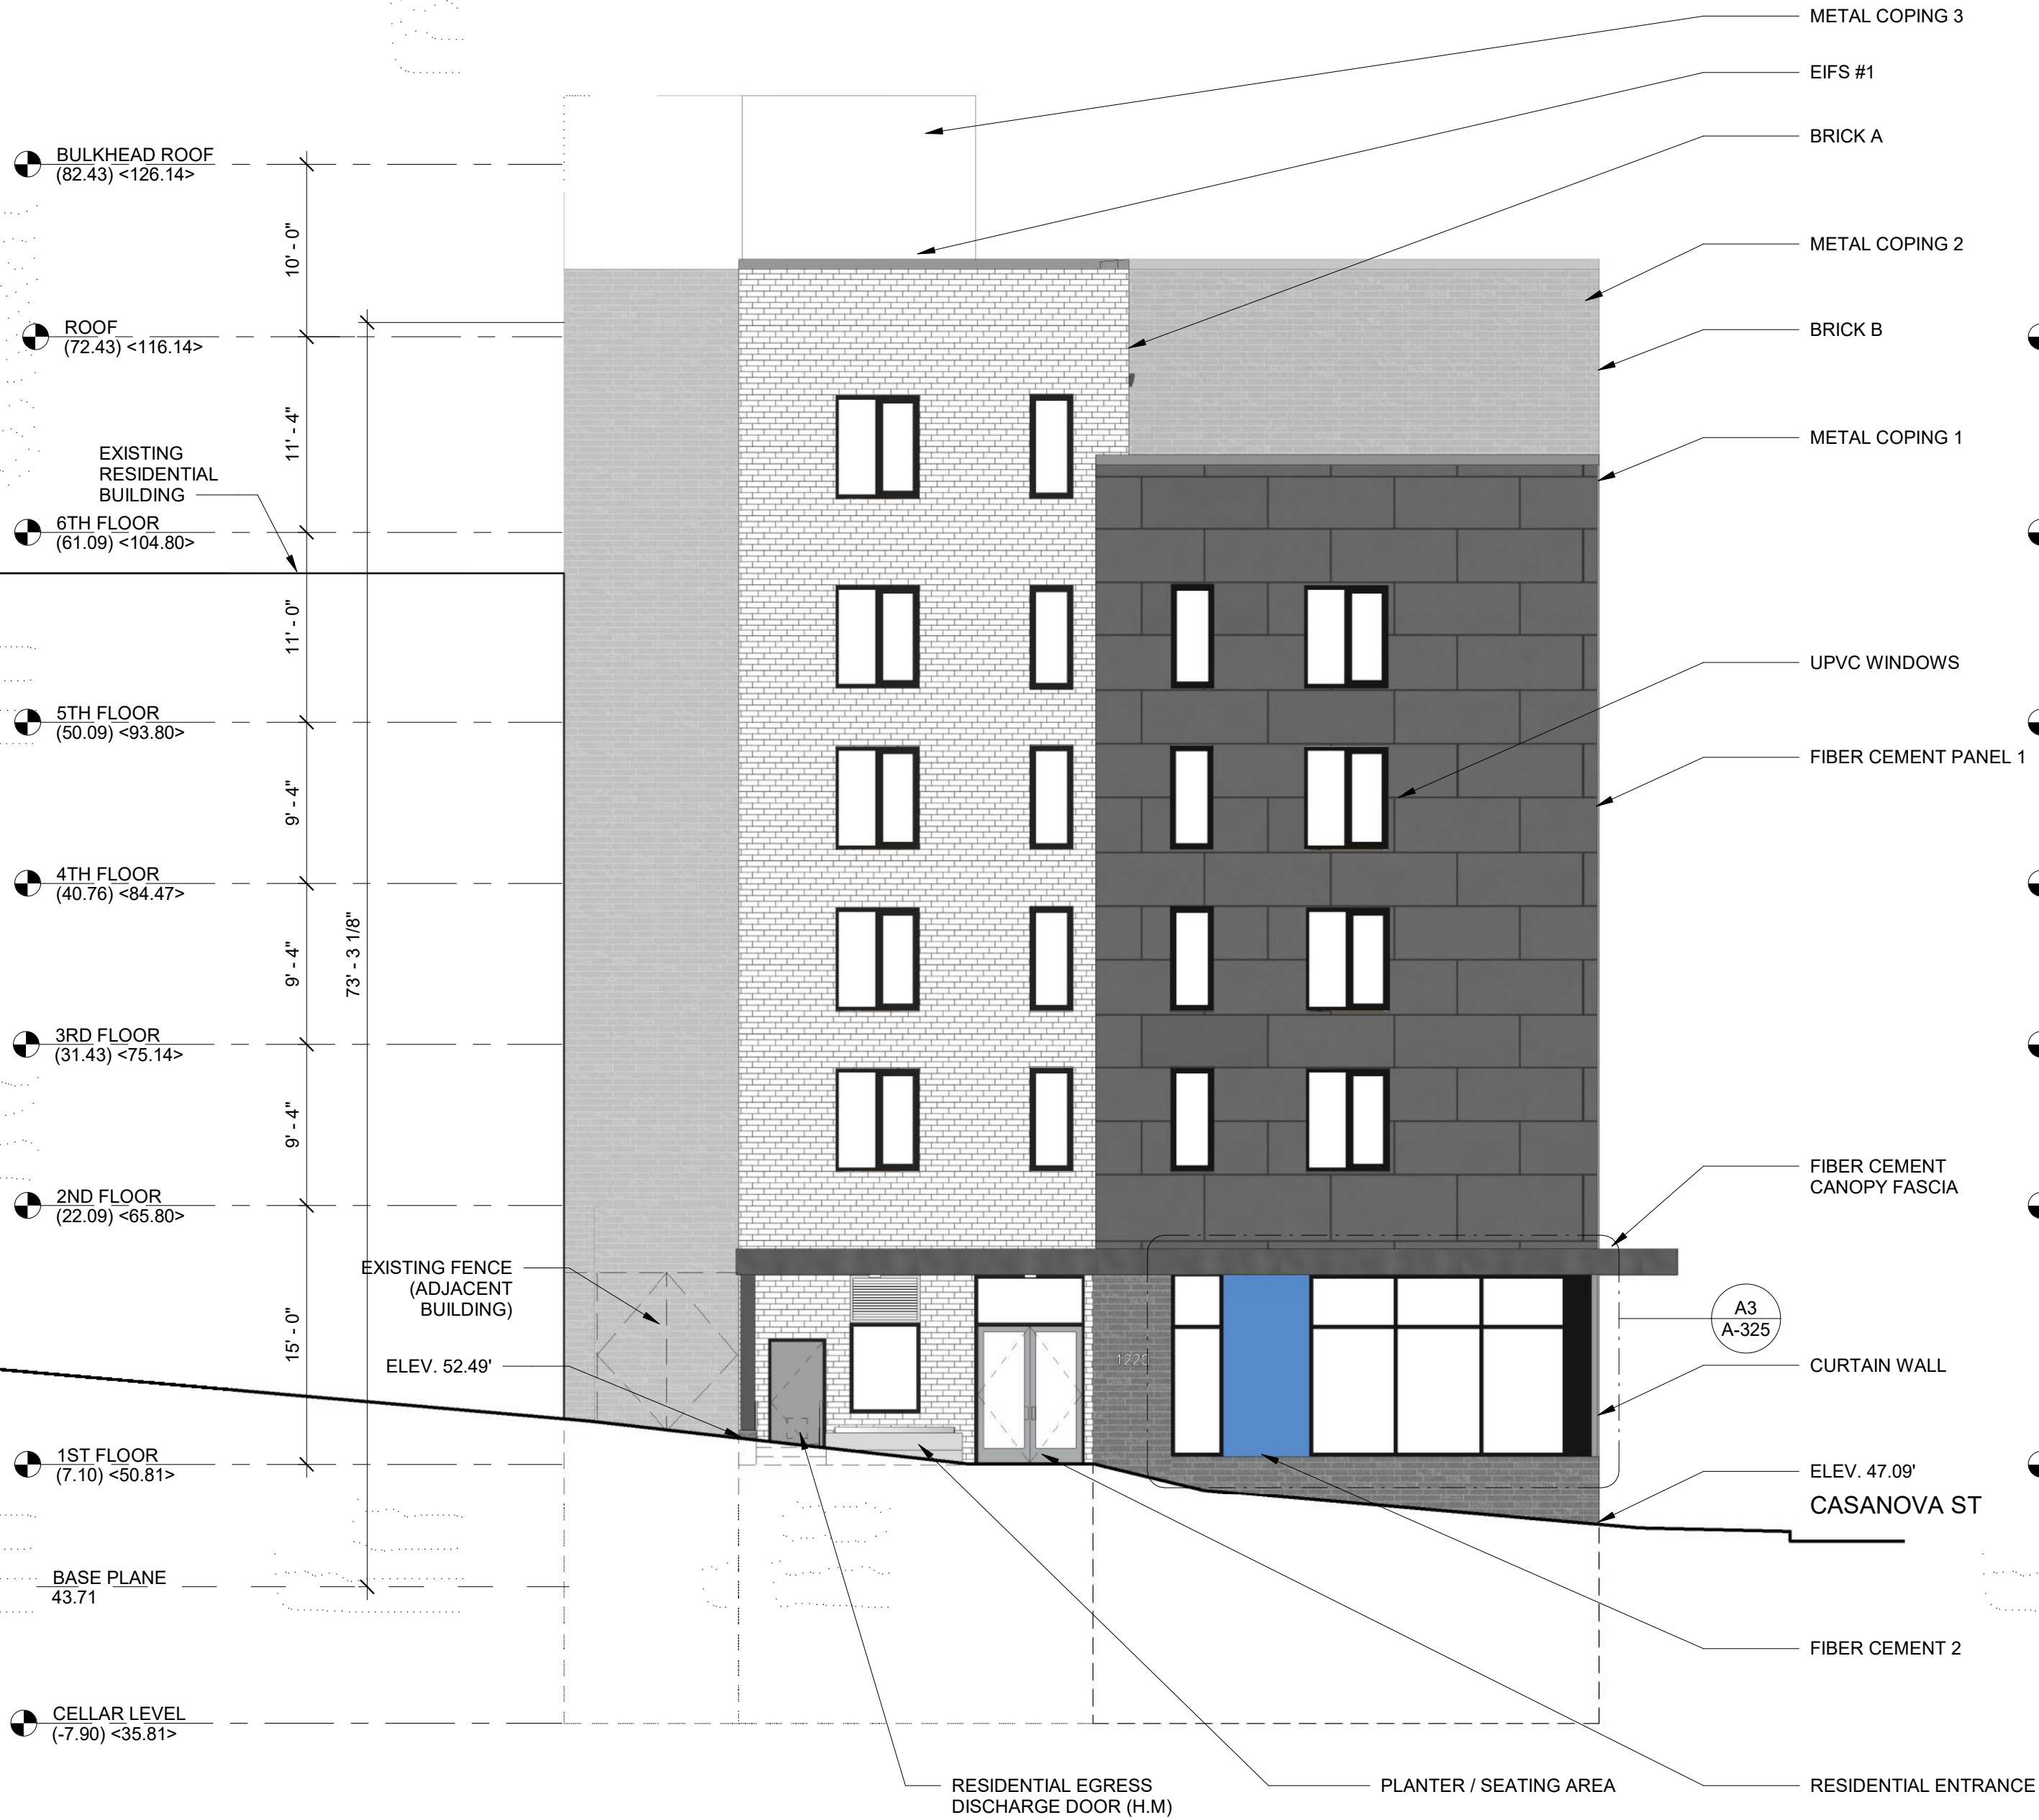 METAL COPING 3
EIFS #1
BRICK A
METAL COPING 2
BRICK B
METAL COPING 1
UPVC WINDOWS
FIBER CEMENT PANEL 1
FIBER CEMENT
CANOPY FASCIA
A3
A-325
CURTAIN WALL
ELEV. 47.09'
CASANOVA ST
FIBER CEMENT 2
RESIDENTIAL ENTRANCE
PLANTER / SEATING AREA
RESIDENTIAL EGRESS
DISCHARGE DOOR (H.M)
BULKHEAD ROOF
(82.43) <126.14>
10' - 0"
ROOF
(72.43) <116.14>
11' - 4"
EXISTING
RESIDENTIAL
BUILDING
6TH FLOOR
(61.09) <104.80>
11' - 0"
5TH FLOOR
(50.09) <93.80>
9' - 4"
4TH FLOOR
(40.76) <84.47>
9' - 4"
73' - 3 1/8"
3RD FLOOR
(31.43) <75.14>
9' - 4"
2ND FLOOR
(22.09) <65.80>
EXISTING FENCE
(ADJACENT
BUILDING)
15' - 0"
ELEV. 52.49'
1ST FLOOR
(7.10) <50.81>
BASE PLANE
43.71
CELLAR LEVEL
(-7.90) <35.81>